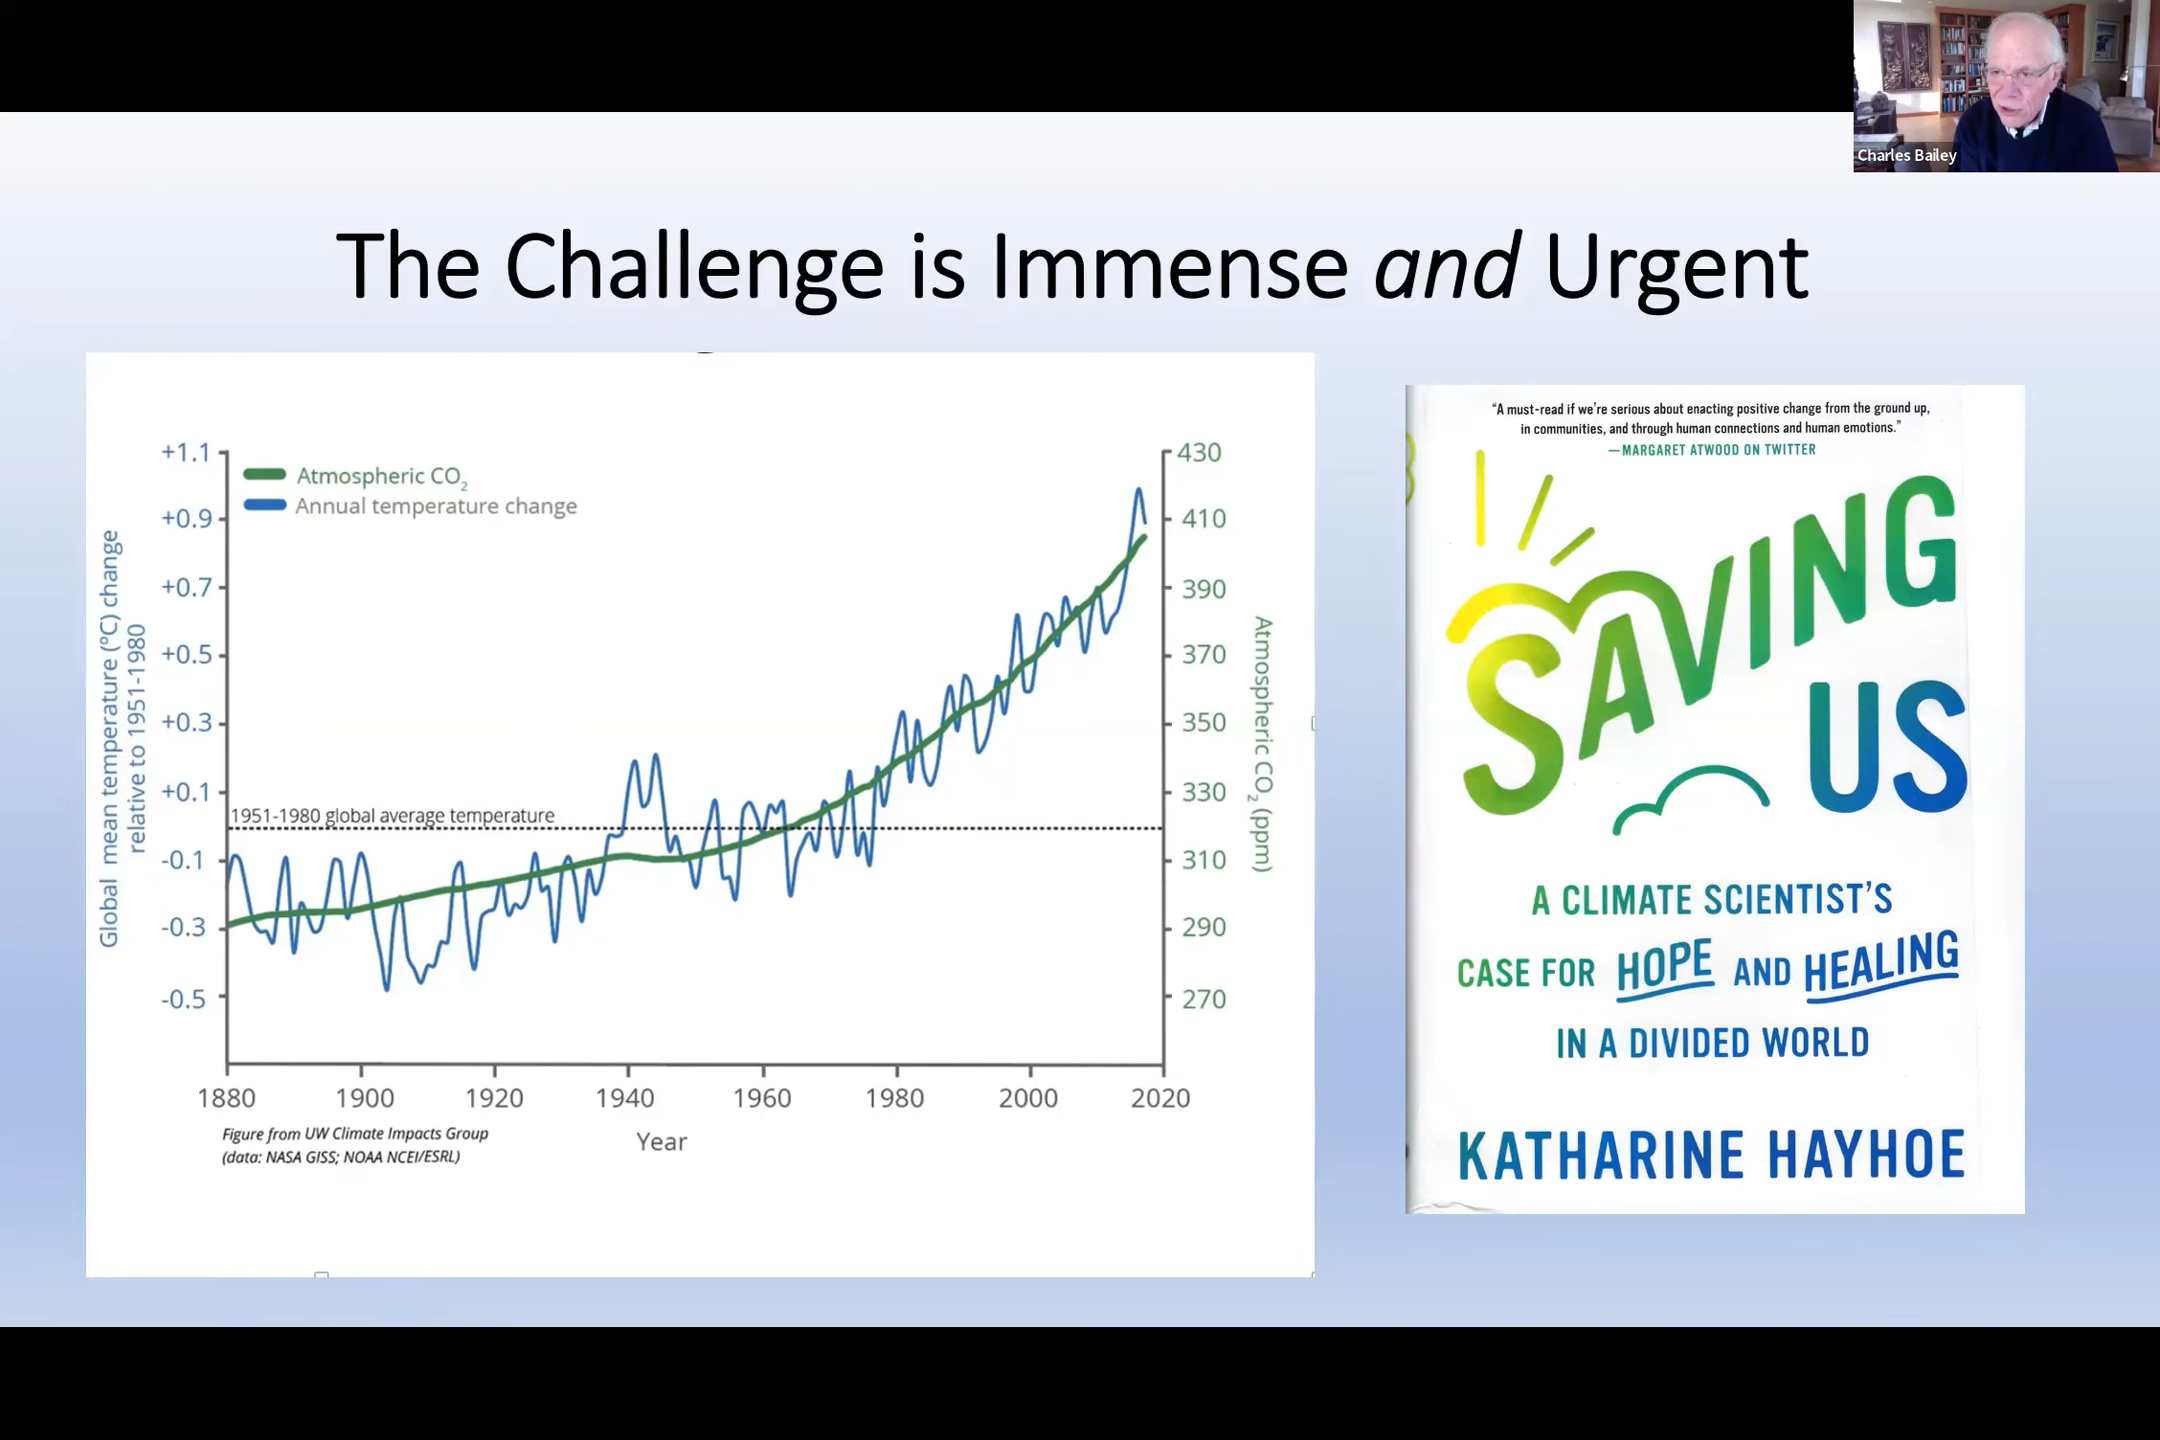 Charles Bailey
The Challenge is Immense and Urgent
Atmospheric CO₂
Annual temperature change
Global mean temperature (°C) change
relative to 1951-1980
+1.1
+0.9
+0.7
+0.5
+0.3
+0.1
-0.1
-0.3
-0.5
1951-1980 global average temperature
430
410
390
370
350
330
310
290
270
Atmospheric CO₂ (ppm)
1880 1900 1920 1940 1960 1980 2000 2020
Year
Figure from UW Climate Impacts Group
(data: NASA GISS; NOAA NCEI/ESRL)
“A must-read if we’re serious about enacting positive change from the ground up,
in communities, and through human connections and human emotions.”
—MARGARET ATWOOD ON TWITTER
SAVING
US
A CLIMATE SCIENTIST’S
CASE FOR HOPE AND HEALING
IN A DIVIDED WORLD
KATHARINE HAYHOE